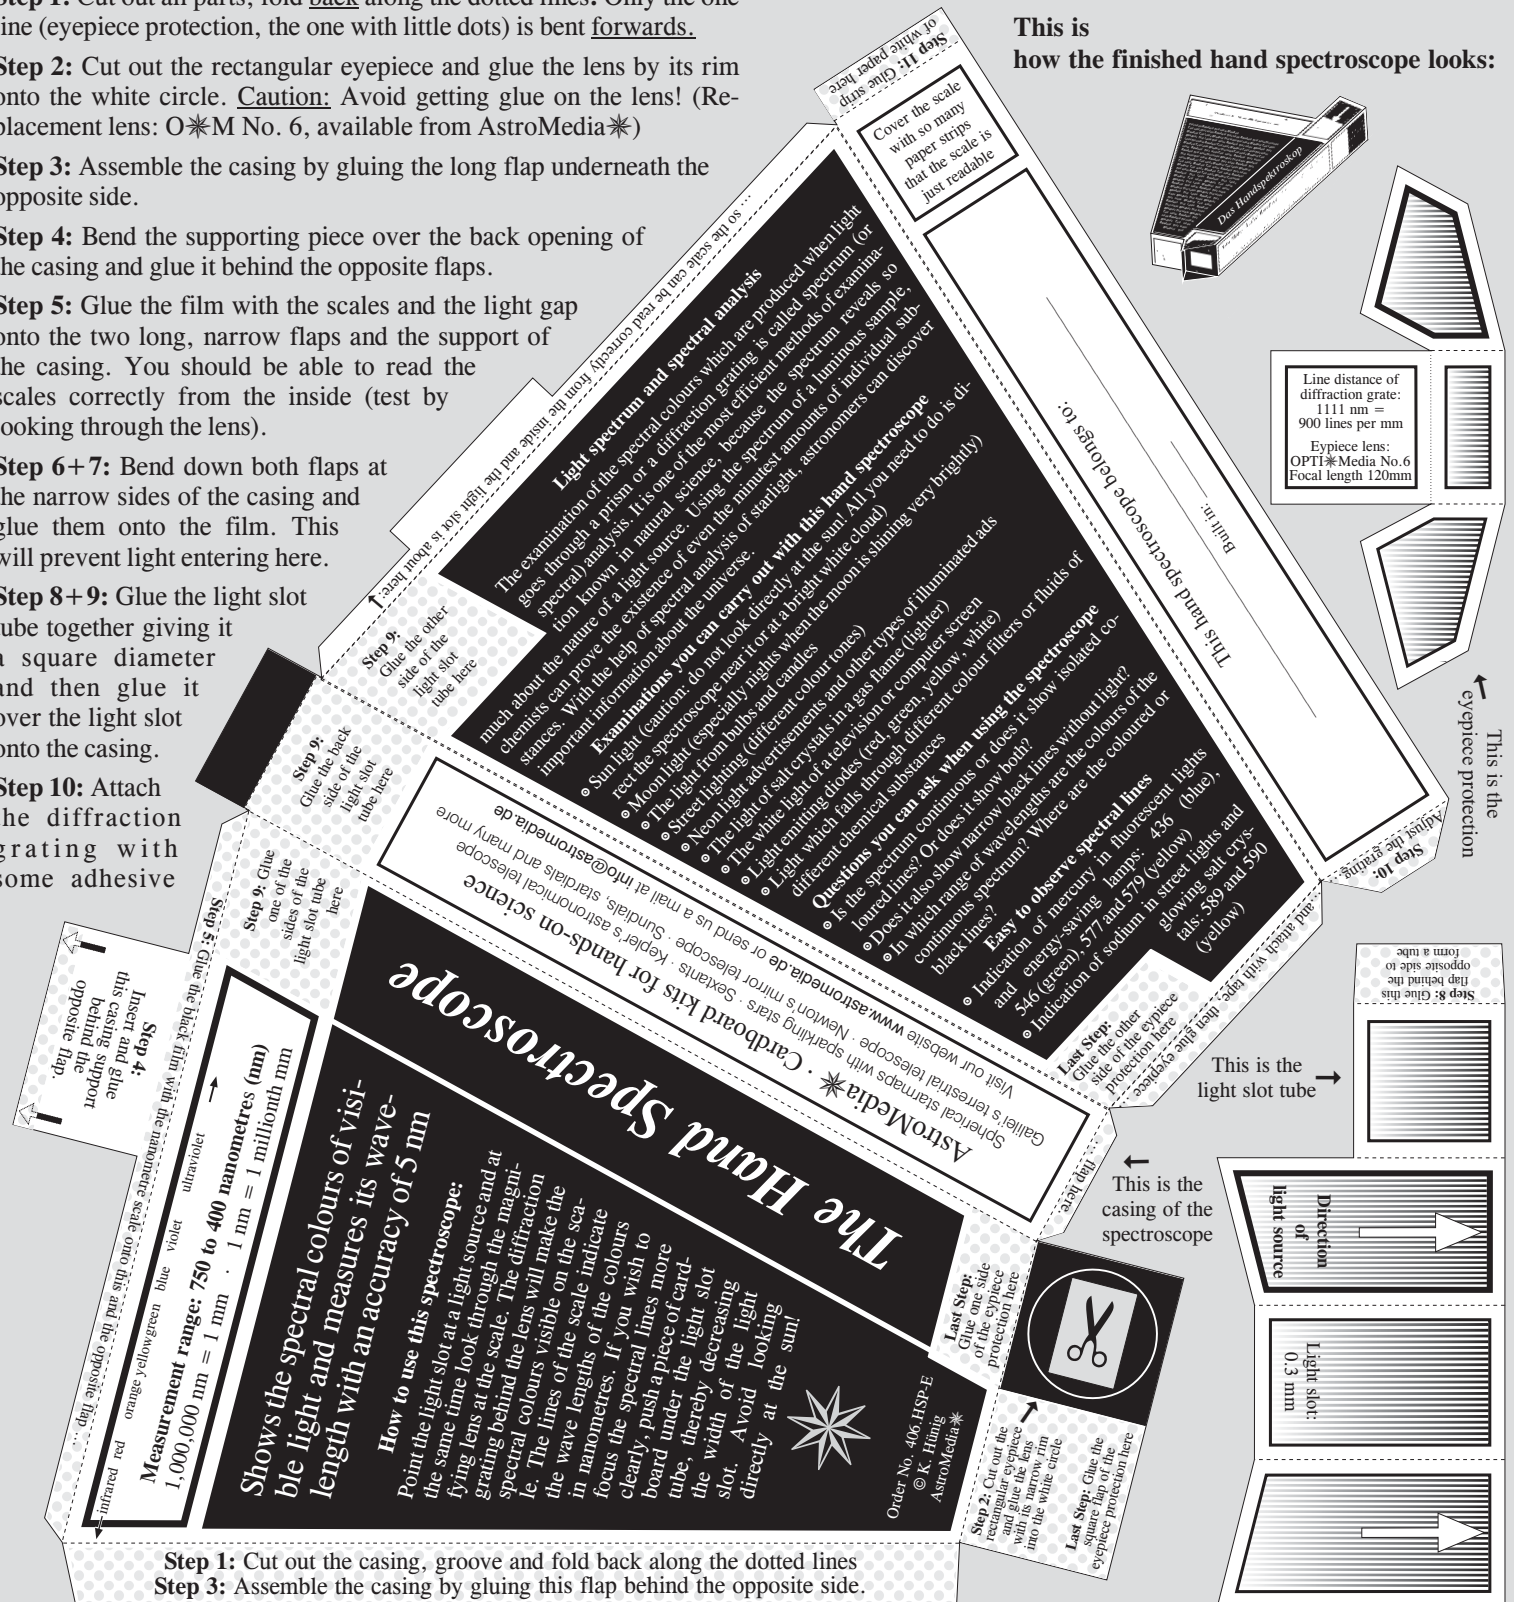 Step 1: Cut out all parts, fold back along the dotted lines. Only the one
line (eyepiece protection, the one with little dots) is bent forwards.
Step 2: Cut out the rectangular eyepiece and glue the lens by its rim
onto the white circle. Caution: Avoid getting glue on the lens! (Re-
placement lens: O✳M No. 6, available from AstroMedia✳)
Step 3: Assemble the casing by gluing the long flap underneath the
opposite side.
Step 4: Bend the supporting piece over the back opening of
the casing and glue it behind the opposite flaps.
Step 5: Glue the film with the scales and the light gap
onto the two long, narrow flaps and the support of
the casing. You should be able to read the
scales correctly from the inside (test by
looking through the lens).
Step 6+7: Bend down both flaps at
the narrow sides of the casing and
glue them onto the film. This
will prevent light entering here.
Step 8+9: Glue the light slot
tube together giving it
a square diameter
and then glue it
over the light slot
onto the casing.
Step 10: Attach
the diffraction
grating with
some adhesive
This is
how the finished hand spectroscope looks:
Das Handspektroskop
Step 11: Glue strip
of white paper here
Cover the scale
with so many
paper strips
that the scale is
just readable
This hand spectroscope belongs to:
Built in:
Step 10:
Adjust the grating
... and attach with tape, then glue eyepiece
... flap here.
... so the scale can be read correctly from the inside and the light slot is about here:
Light spectrum and spectral analysis
The examination of the spectral colours which are produced when light
goes through a prism or a diffraction grating is called spectrum (or
spectral) analysis. It is one of the most efficient methods of examina-
tion known in natural science, because the spectrum reveals so
much about the nature of a light source. Using the spectrum of a luminous sample,
chemists can prove the existence of even the minutest amounts of individual sub-
stances. With the help of spectral analysis of starlight, astronomers can discover
important information about the universe.
Examinations you can carry out with this hand spectroscope
⊙ Sun light (caution: do not look directly at the sun! All you need to do is di-
rect the spectroscope near it or at a bright white cloud)
⊙ Moon light (especially nights when the moon is shining very brightly)
⊙ The light from bulbs and candles
⊙ Street lighting (different colour tones)
⊙ Neon light advertisements and other types of illuminated ads
⊙ The light of salt crystals in a gas flame (lighter)
⊙ The white light of a television or computer screen
⊙ Light emitting diodes (red, green, yellow, white)
⊙ Light which falls through different colour filters or fluids of
different chemical substances
Questions you can ask when using the spectroscope
⊙ Is the spectrum continuous or does it show isolated co-
loured lines? Or does it show both?
⊙ Does it also show narrow black lines without light?
⊙ In which range of wavelengths are the colours of the
continuous spectrum? Where are the coloured or
black lines?
Easy to observe spectral lines
⊙ Indication of mercury in fluorescent lights
and energy-saving lamps: 436 (blue),
546 (green), 577 and 579 (yellow)
⊙ Indication of sodium in street lights and
glowing salt crys-
tals: 589 and 590
(yellow)
Step 9:
Glue the other
side of the
light slot
tube here
Step 9:
Glue the back
side of the
light slot
tube here
Step 9: Glue
one of the
sides of the
light slot tube
here
Last Step:
Glue the other
side of the eypiece
protection here
AstroMedia✳ · Cardboard kits for hands-on science
Spherical starmaps with sparkling stars · Sextants · Kepler's astronomical telescope
Galilei's terrestrial telescope · Newton's mirror telescope · Sundials, stardials and many more
Visit our website www.astromedia.de or send us a mail at info@astromedia.de
The Hand Spectroscope
Shows the spectral colours of visi-
ble light and measures its wave-
length with an accuracy of 5 nm
How to use this spectroscope:
Point the light slot at a light source and at
the same time look through the magni-
fying lens at the scale. The diffraction
grating behind the lens will make the
spectral colours visible on the sca-
le. The lines of the scale indicate
the wave lengths of the colours
in nanometres. If you wish to
focus the spectral lines more
clearly, push a piece of card-
board under the light slot
tube, thereby decreasing
the width of the light
slot. Avoid looking
directly at the sun!
Order No. 406.HSP-E
© K. Hünig
AstroMedia✳
Step 4:
Insert and glue
this casing support
behind the
opposite flap.
Step 5: Glue the black film with the nanometre scale onto this and the opposite flap ...
infrared red orange yellow green blue violet ultraviolet
Measurement range: 750 to 400 nanometres (nm)
1,000,000 nm = 1 mm · 1 nm = 1 millionth mm
Step 1: Cut out the casing, groove and fold back along the dotted lines
Step 3: Assemble the casing by gluing this flap behind the opposite side.
Last Step:
Glue one side
of the eypiece
protection here
Step 2: Cut out the
rectangular eyepiece
and glue the lens
with its narrow rim
into the white circle
Last Step: Glue the
square flap of the
eyepiece protection here
Line distance of
diffraction grate:
1111 nm =
900 lines per mm
Eypiece lens:
OPTI✳Media No.6
Focal length 120mm
This is the
eyepiece protection
This is the
light slot tube
This is the
casing of the
spectroscope
Step 8: Glue this
flap behind the
opposite side to
form a tube
Direction
of
light source
Light slot:
0.3 mm